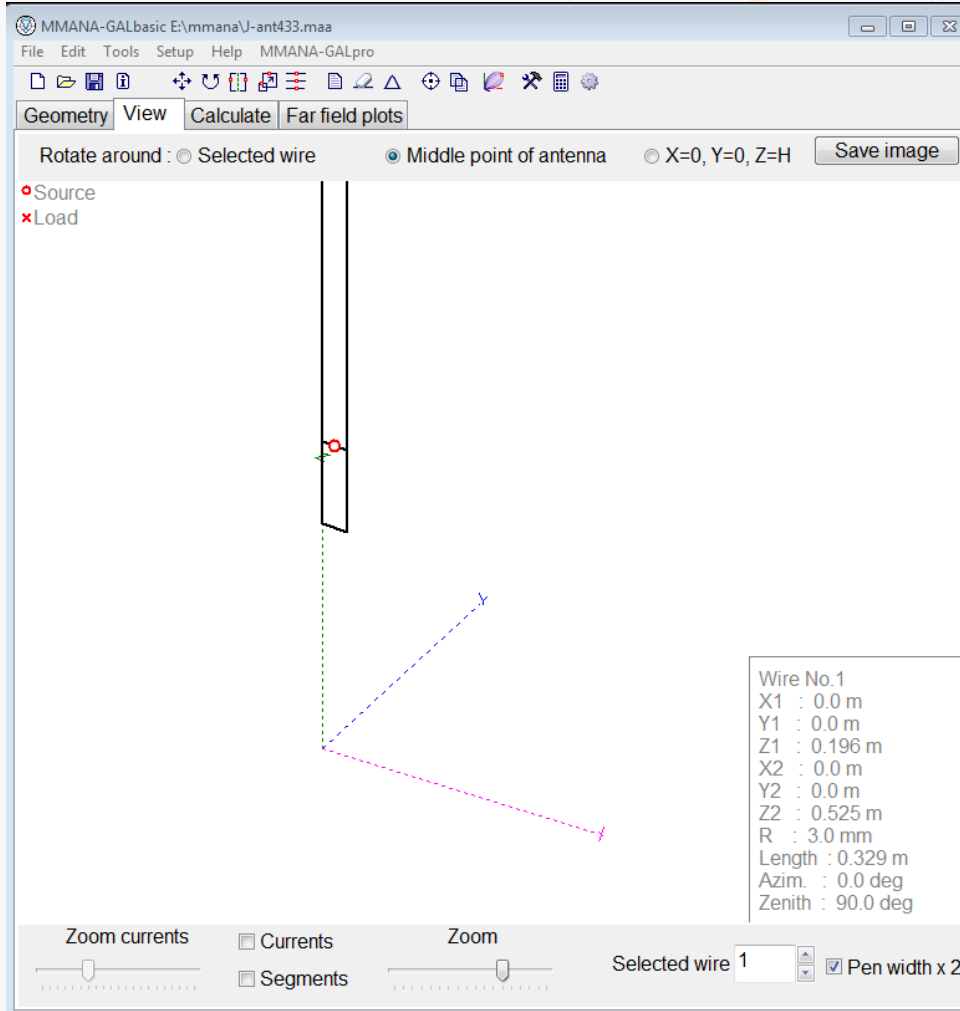 MMANA-GALbasic E:\mmana\J-ant433.maa
File Edit Tools Setup Help MMANA-GALpro
Geometry View Calculate Far field plots
Rotate around : Selected wire Middle point of antenna X=0, Y=0, Z=H Save image
Source
Load
Y
X
Wire No.1
X1 : 0.0 m
Y1 : 0.0 m
Z1 : 0.196 m
X2 : 0.0 m
Y2 : 0.0 m
Z2 : 0.525 m
R : 3.0 mm
Length : 0.329 m
Azim. : 0.0 deg
Zenith : 90.0 deg
Zoom currents Currents Zoom
Segments Selected wire 1 Pen width x 2